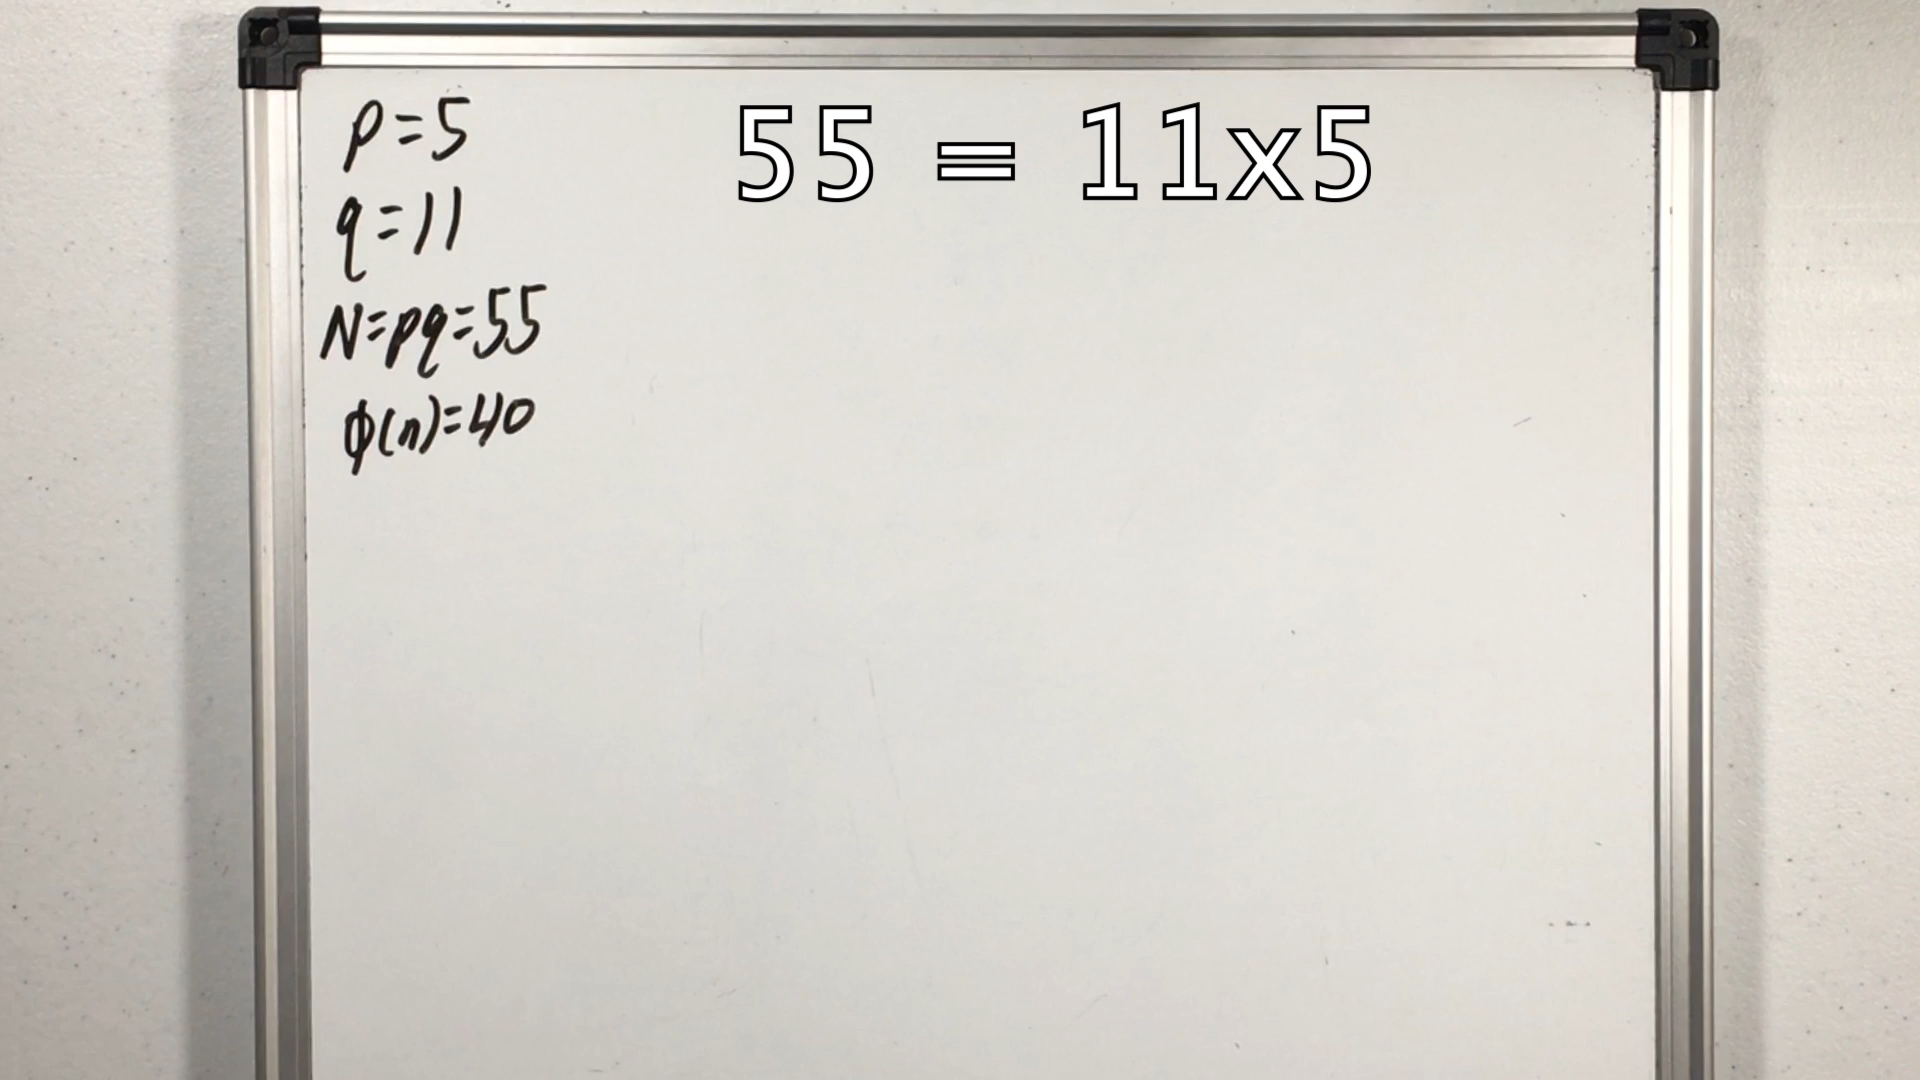 p=5
q=11
N=pq=55
φ(n)=40
55 = 11x5